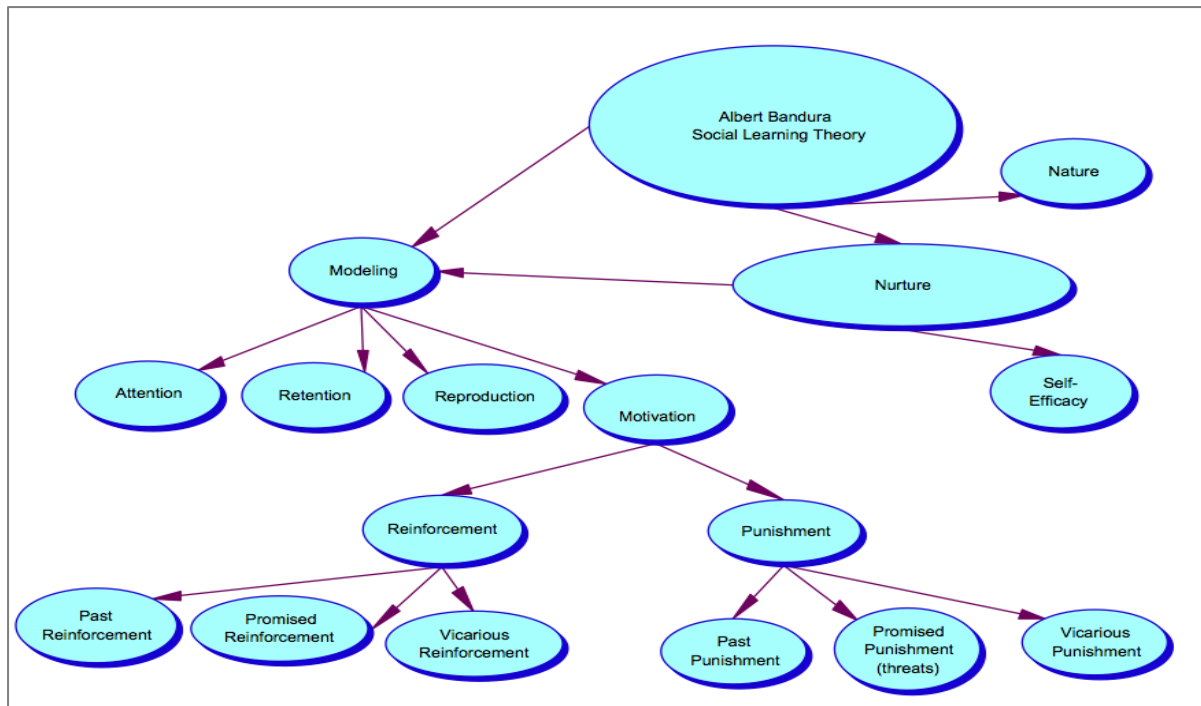 Albert Bandura
Social Learning Theory
Nature
Modeling
Nurture
Attention
Retention
Reproduction
Motivation
Self-
Efficacy
Reinforcement
Punishment
Past
Reinforcement
Promised
Reinforcement
Vicarious
Reinforcement
Past
Punishment
Promised
Punishment
(threats)
Vicarious
Punishment